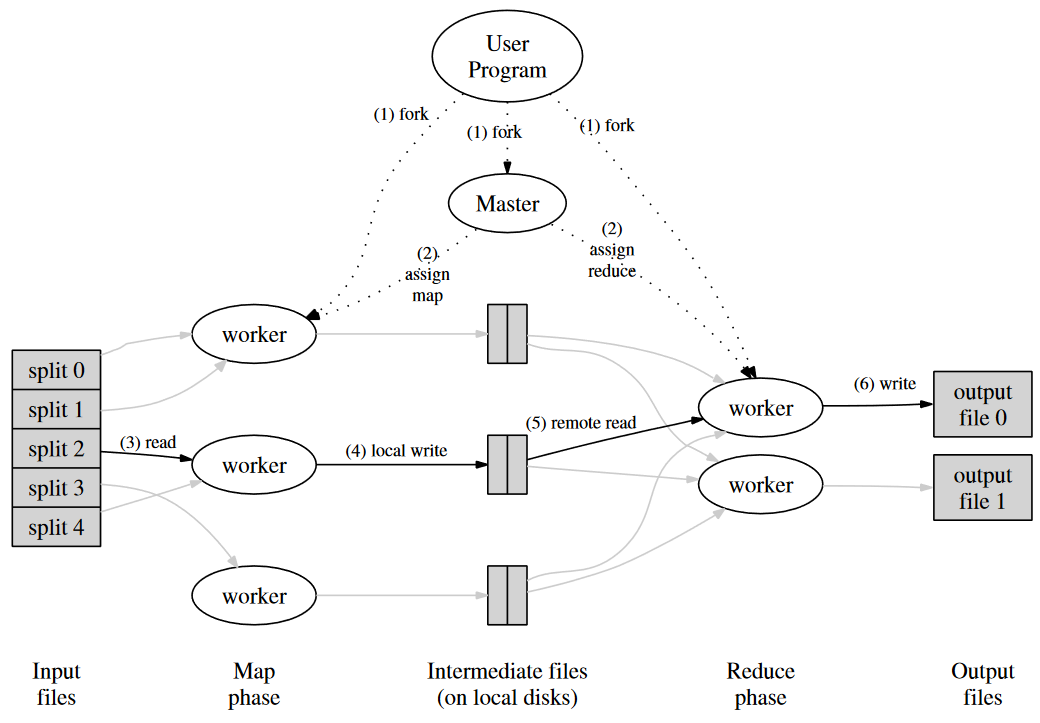 User
Program
(1) fork
(1) fork
(1) fork
Master
(2)
assign
map
(2)
assign
reduce
worker
split 0
split 1
split 2
split 3
split 4
(3) read
worker
(4) local write
(5) remote read
worker
(6) write
output
file 0
worker
output
file 1
worker
Input
files
Map
phase
Intermediate files
(on local disks)
Reduce
phase
Output
files